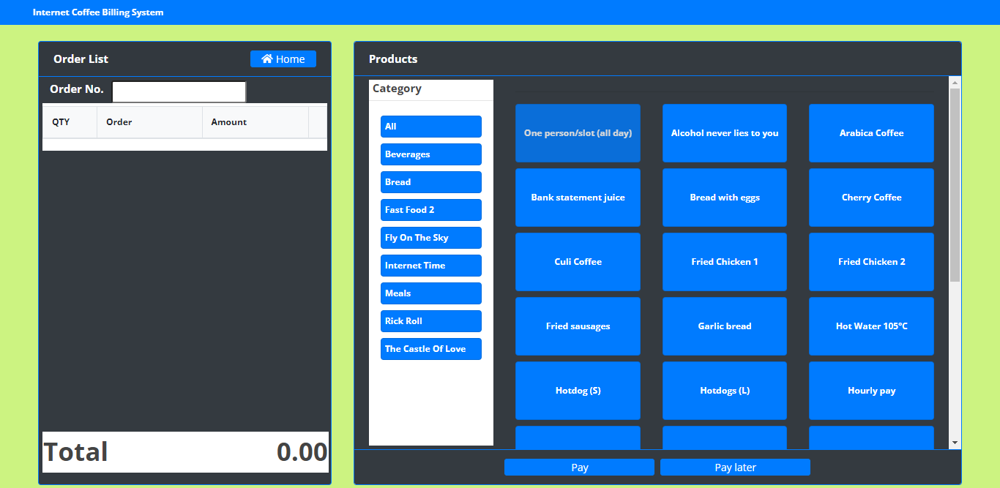 Internet Coffee Billing System
Order List
Home
Order No.
QTY Order Amount
Total 0.00
Products
Category
All
Beverages
Bread
Fast Food 2
Fly On The Sky
Internet Time
Meals
Rick Roll
The Castle Of Love
One person/slot (all day) Alcohol never lies to you Arabica Coffee
Bank statement juice Bread with eggs Cherry Coffee
Culi Coffee Fried Chicken 1 Fried Chicken 2
Fried sausages Garlic bread Hot Water 105°C
Hotdog (S) Hotdogs (L) Hourly pay
Pay Pay later